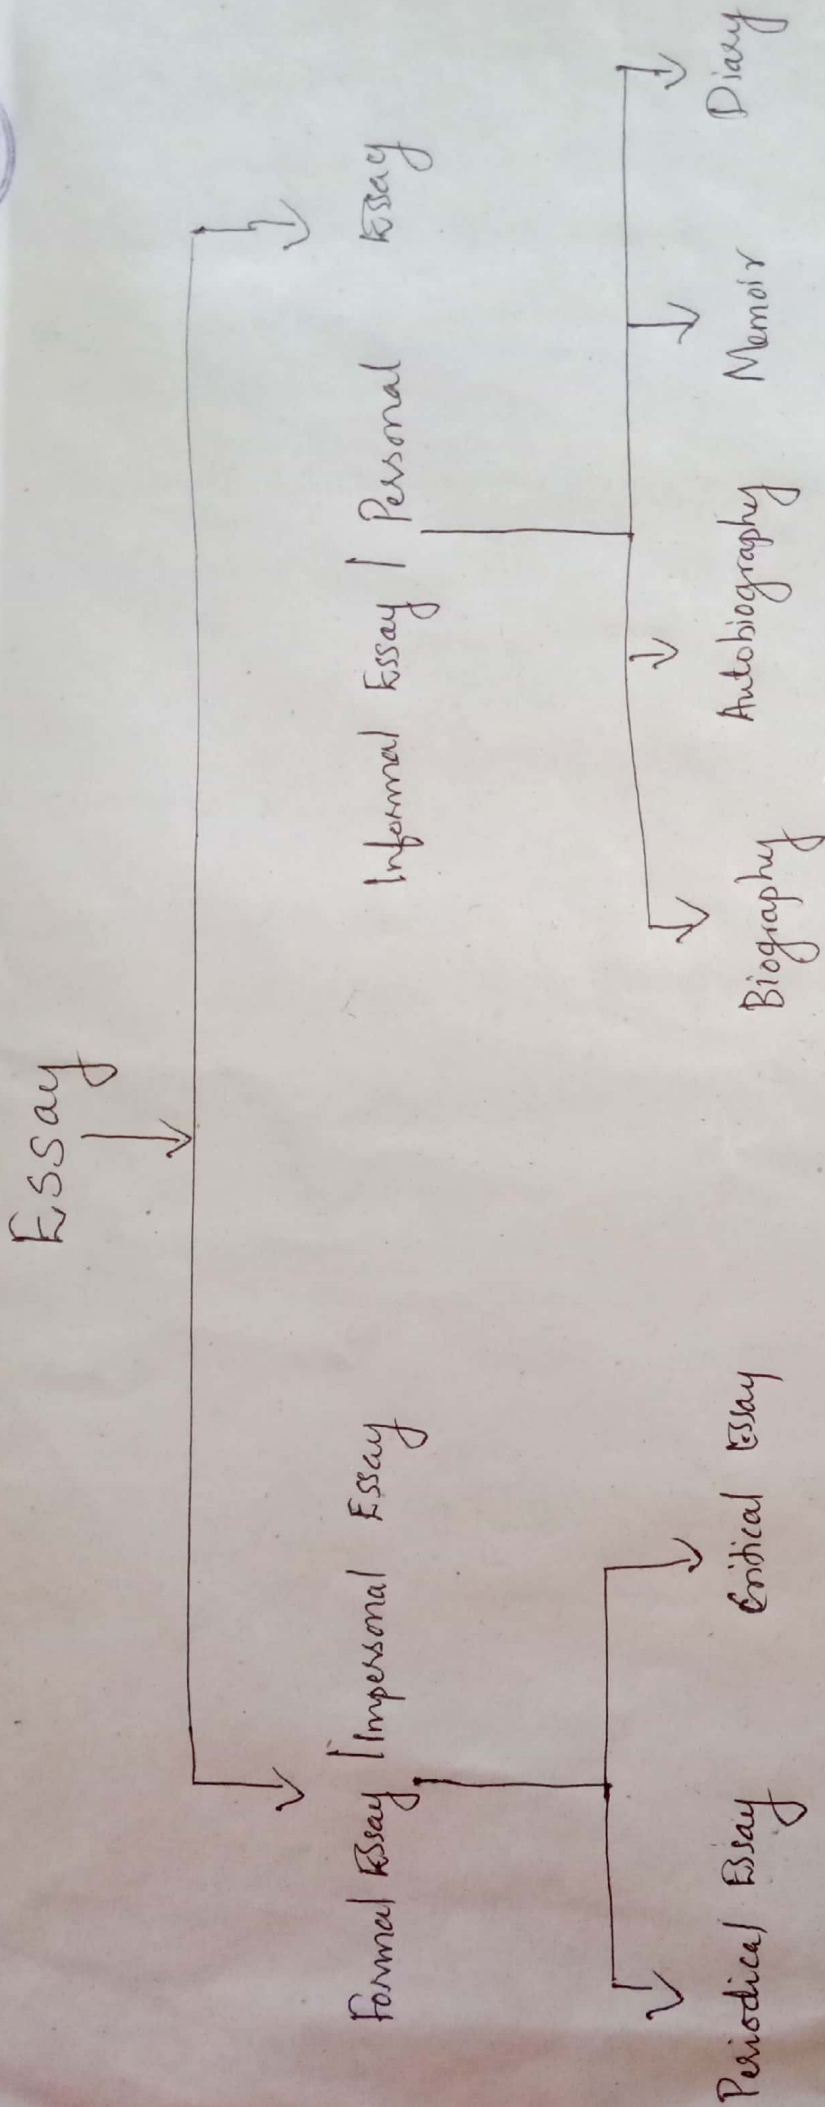 Essay
Formal Essay / Impersonal Essay
Informal Essay / Personal Essay
Periodical Essay
Critical Essay
Biography
Autobiography
Memoir
Diary